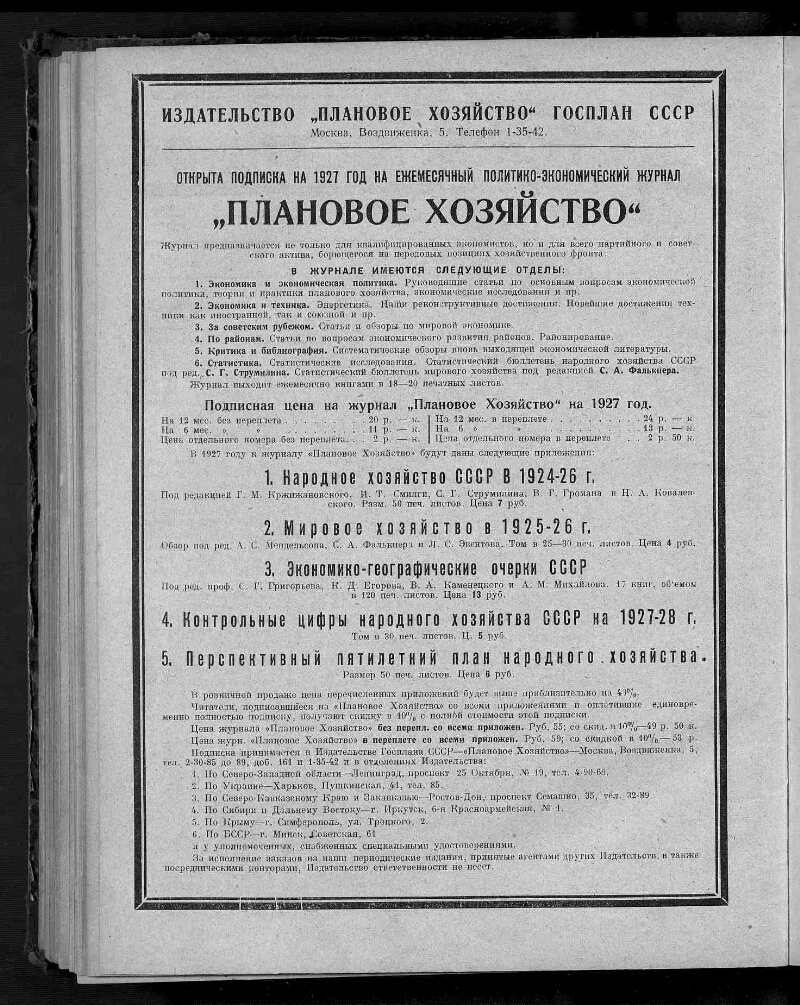 ИЗДАТЕЛЬСТВО „ПЛАНОВОЕ ХОЗЯЙСТВО“ ГОСПЛАН СССР
Москва, Воздвиженка, 5. Телефон 1-35-42.
ОТКРЫТА ПОДПИСКА НА 1927 ГОД НА ЕЖЕМЕСЯЧНЫЙ ПОЛИТИКО-ЭКОНОМИЧЕСКИЙ ЖУРНАЛ
„ПЛАНОВОЕ ХОЗЯЙСТВО“
Журнал предназначается не только для квалифицированных экономистов, но и для всего партийного и совет-
ского актива, борющегося на передовых позициях хозяйственного фронта.
В ЖУРНАЛЕ ИМЕЮТСЯ СЛЕДУЮЩИЕ ОТДЕЛЫ:
1. Экономика и экономическая политика. Руководящие статьи по основным вопросам экономической
политики, теории и практики планового хозяйства, экономические исследования и пр.
2. Экономика и техника. Энергетика. Наши реконструктивные достижения. Новейшие достижения тех-
ники как иностранной, так и союзной и пр.
3. За советским рубежом. Статьи и обзоры по мировой экономике.
4. По районам. Статьи по вопросам экономического развития районов. Районирование.
5. Критика и библиография. Систематические обзоры вновь выходящей экономической литературы.
6. Статистика. Статистические исследования. Статистический бюллетень народного хозяйства СССР
под ред. С. Г. Струмилина. Статистический бюллетень мирового хозяйства под редакцией С. А. Фалькнера.
Журнал выходит ежемесячно книгами в 18—20 печатных листов.
Подписная цена на журнал „Плановое Хозяйство“ на 1927 год.
На 12 мес. без переплета . . . . . . . . . 20 р. — к. | На 12 мес. в переплете . . . . . . . . . . 24 р. — к
На 6 мес. » » . . . . . . . . . 11 р. — к. | На 6 » » . . . . . . . . . . 13 р. — к.
Цена отдельного номера без переплета. . . 2 р. — к. | Цена отдельного номера в переплете . . . 2 р. 50 к.
В 1927 году к журналу «Плановое Хозяйство» будут даны следующие приложения:
1. Народное хозяйство СССР В 1924-26 г.
Под редакцией Г. М. Кржижановского, И. Т. Смилги, С. Г. Струмилина, В. Г. Громана и Н. А. Ковалев-
ского. Разм. 50 печ. листов. Цена 7 руб.
2. Мировое хозяйство в 1925-26 г.
Обзор под ред. А. С. Мендельсона, С. А. Фалькнера и Л. С. Эвентова. Том в 25—30 печ. листов. Цена 4 руб.
3. Экономико-географические очерки СССР
Под ред. проф. С. Г. Григорьева, К. Д. Егорова, В. А. Каменецкого и А. М. Михайлова. 17 книг, об'емом
в 120 печ. листов. Цена 13 руб.
4. Контрольные цифры народного хозяйства СССР на 1927-28 г.
Том в 30 печ. листов. Ц. 5 руб.
5. Перспективный пятилетний план народного хозяйства.
Размер 50 печ. листов. Цена 6 руб.
В розничной продаже цена перечисленных приложений будет выше приблизительно на 40%.
Читатели, подписавшиеся на «Плановое Хозяйство» со всеми приложениями и оплатившие единовре-
менно полностью подписку, получают скидку в 10% с полной стоимости этой подписки.
Цена журнала «Плановое Хозяйство» без перепл. со всеми приложен. Руб. 55; со скид. в 10%—49 р. 50 к.
Цена журн. «Плановое Хозяйство» в переплете со всеми приложен. Руб. 59; со скидкой в 10% — 53 р.
Подписка принимается в Издательстве Госплана СССР—«Плановое Хозяйство»—Москва, Воздвиженка, 5,
тел. 2-30-85 до 89, доб. 161 и 1-35-42 и в отделениях Издательства:
1. По Северо-Западной области—Ленинград, проспект 25 Октября, № 19, тел. 4-90-69.
2. По Украине—Харьков, Пушкинская, 41, тел. 85.
3. По Северо-Кавказскому Краю и Закавказью—Ростов-Дон, проспект Семашко, 35, тел. 32-89
4. По Сибири и Дальнему Востоку—г. Иркутск, 6-я Красноармейская, № 4.
5. По Крыму—г. Симферополь, ул. Троцкого, 2.
6. По БССР—г. Минск, Советская, 61
и у уполномоченных, снабженных специальными удостоверениями.
За исполнение заказов на наши периодические издания, принятые агентами других Издательств, а также
посредническими конторами, Издательство ответственности не несет.